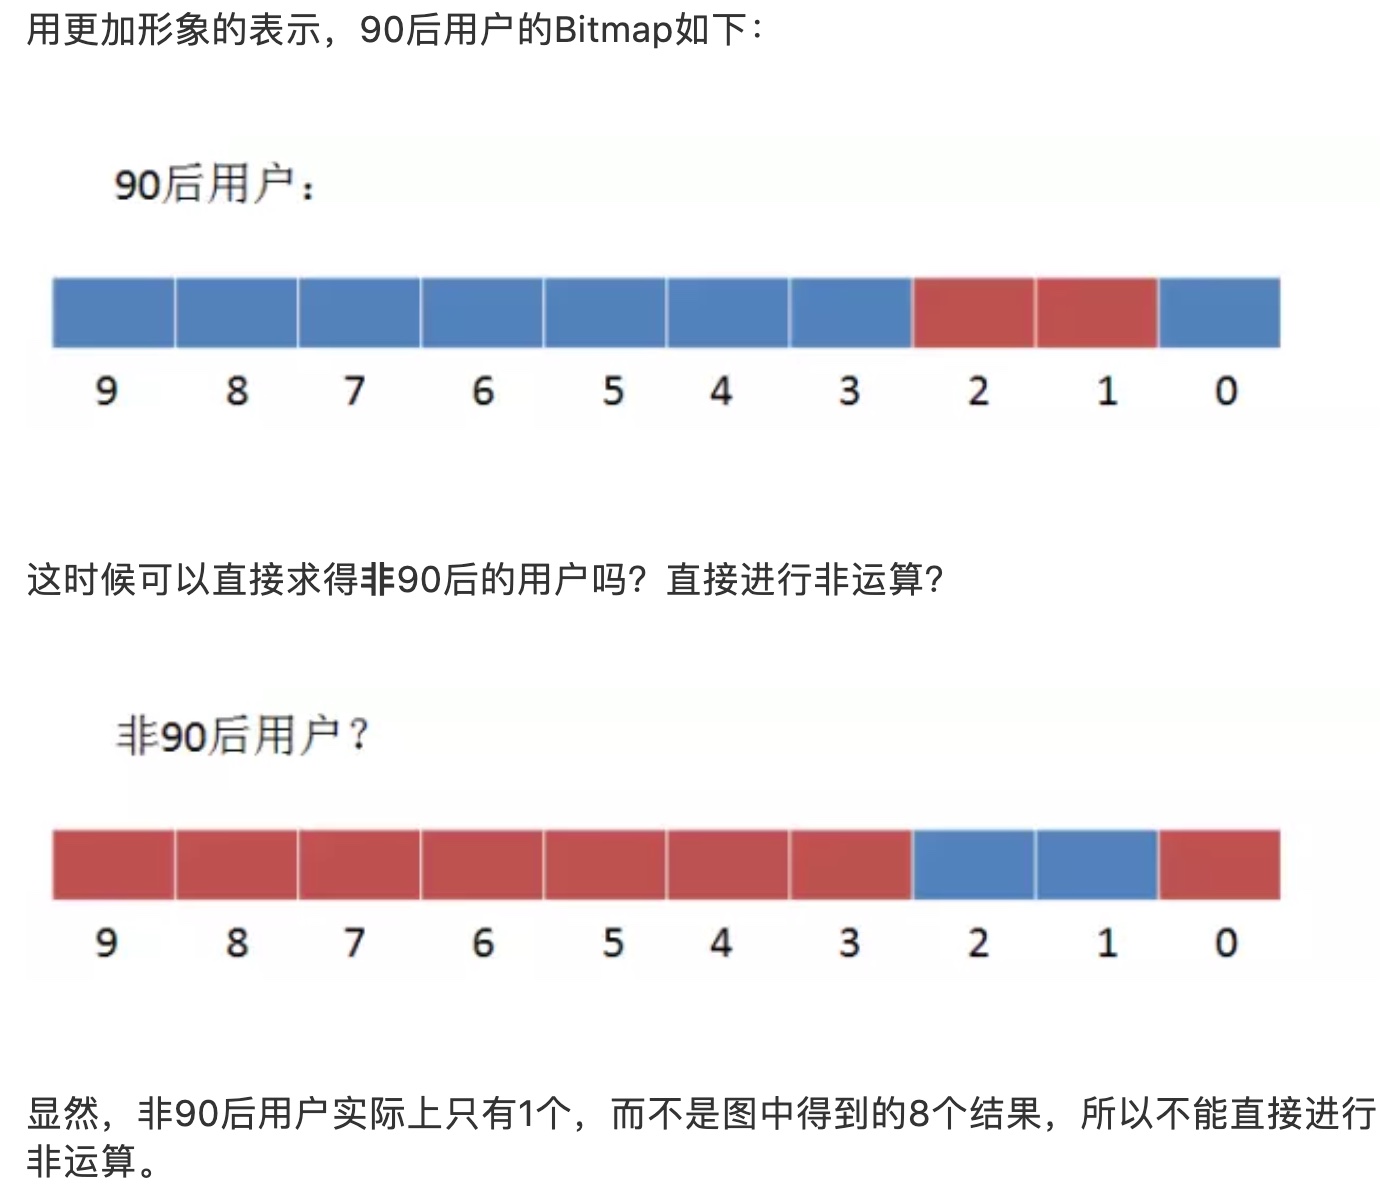 用更加形象的表示，90后用户的Bitmap如下：
90后用户：
9 8 7 6 5 4 3 2 1 0
这时候可以直接求得非90后的用户吗？直接进行非运算？
非90后用户？
9 8 7 6 5 4 3 2 1 0
显然，非90后用户实际上只有1个，而不是图中得到的8个结果，所以不能直接进行
非运算。